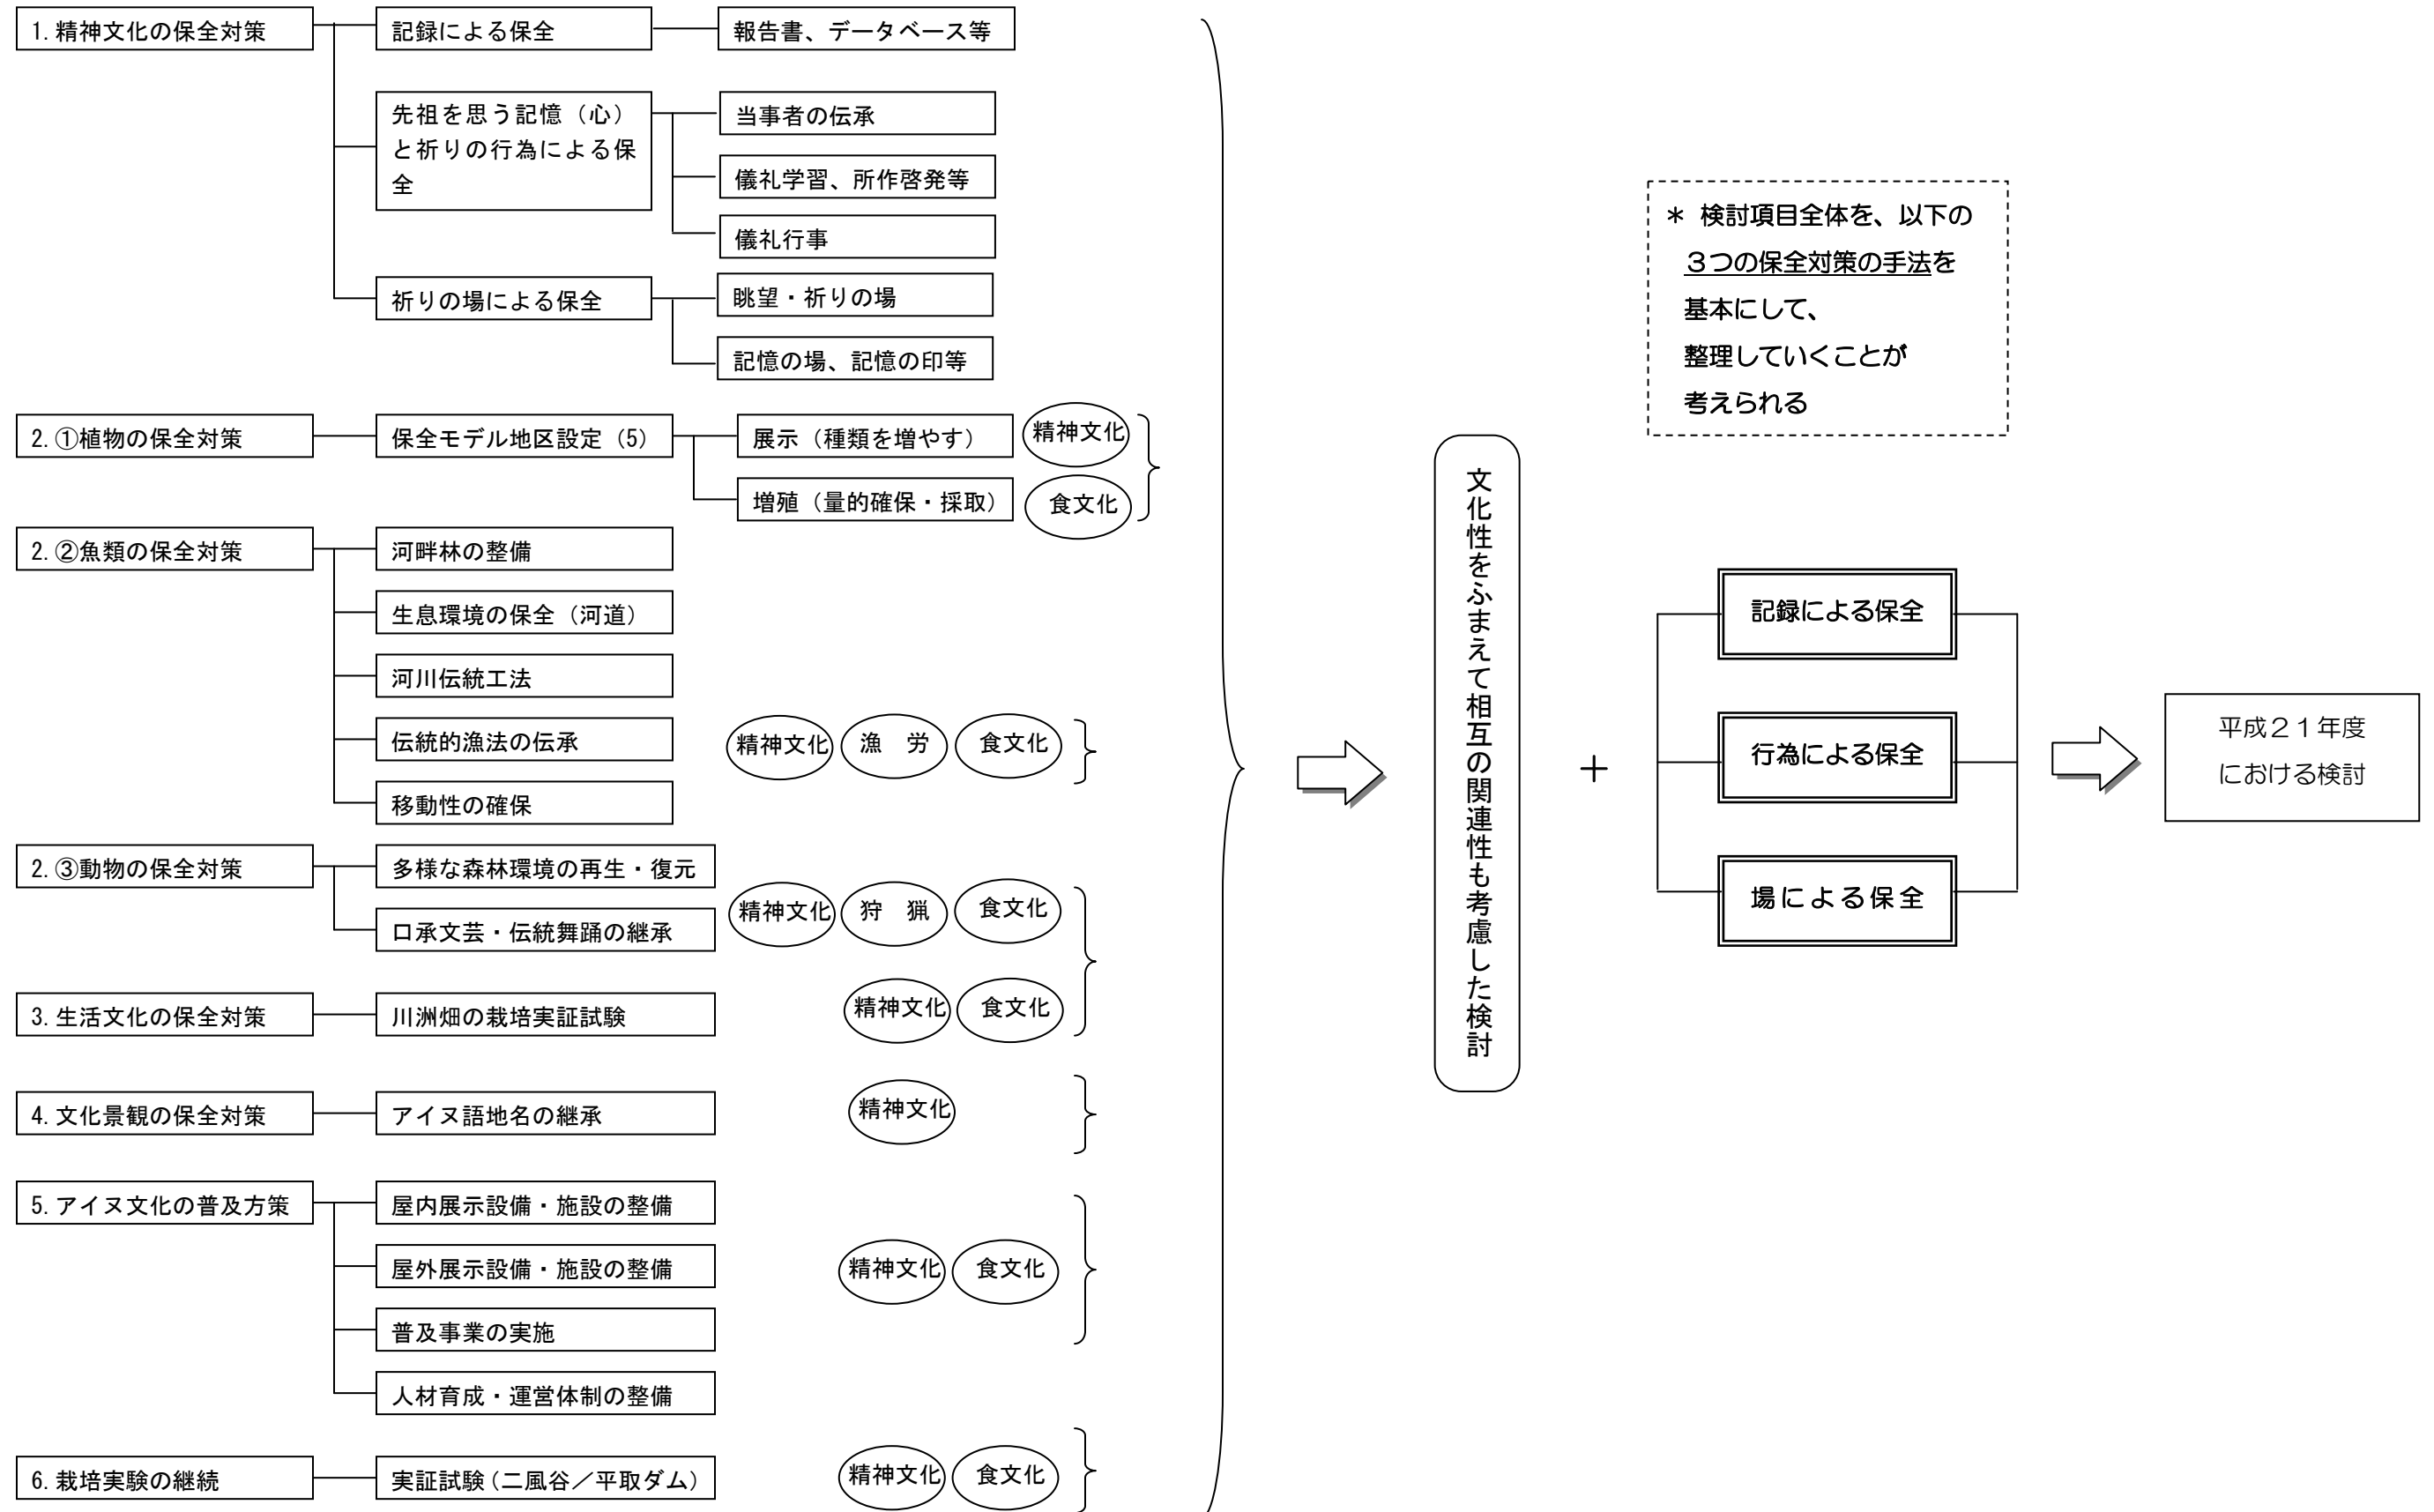 1.精神文化の保全対策
記録による保全
報告書、データベース等
先祖を思う記憶（心）
と祈りの行為による保
全
当事者の伝承
儀礼学習、所作啓発等
儀礼行事
祈りの場による保全
眺望・祈りの場
記憶の場、記憶の印等
2.①植物の保全対策
保全モデル地区設定（5）
展示（種類を増やす）
精神文化
増殖（量的確保・採取）
食文化
2.②魚類の保全対策
河畔林の整備
生息環境の保全（河道）
河川伝統工法
伝統的漁法の伝承
精神文化
漁　労
食文化
移動性の確保
2.③動物の保全対策
多様な森林環境の再生・復元
口承文芸・伝統舞踊の継承
精神文化
狩　猟
食文化
3.生活文化の保全対策
川洲畑の栽培実証試験
精神文化
食文化
4.文化景観の保全対策
アイヌ語地名の継承
精神文化
5.アイヌ文化の普及方策
屋内展示設備・施設の整備
屋外展示設備・施設の整備
精神文化
食文化
普及事業の実施
人材育成・運営体制の整備
6.栽培実験の継続
実証試験(二風谷／平取ダム)
精神文化
食文化
文化性をふまえて相互の関連性も考慮した検討
＊ 検討項目全体を、以下の
３つの保全対策の手法を
基本にして、
整理していくことが
考えられる
＋
記録による保全
行為による保全
場による保全
平成２１年度
における検討